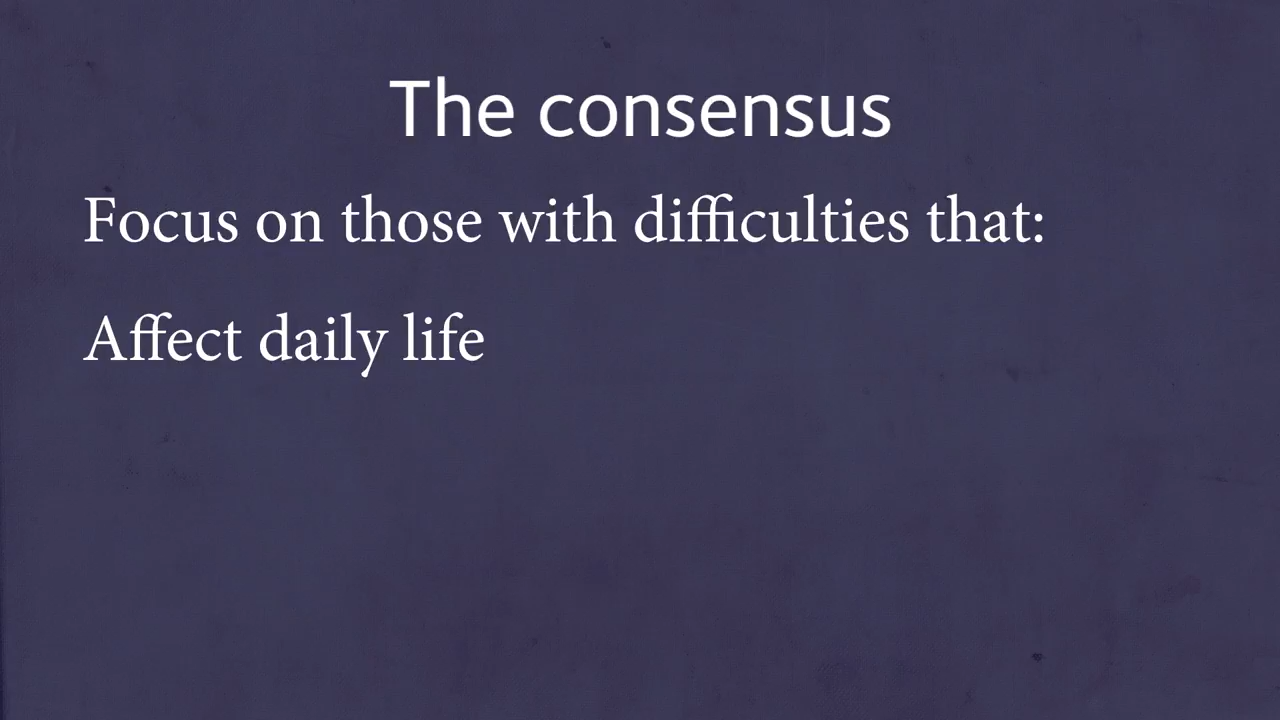 The consensus
Focus on those with difficulties that:
Affect daily life